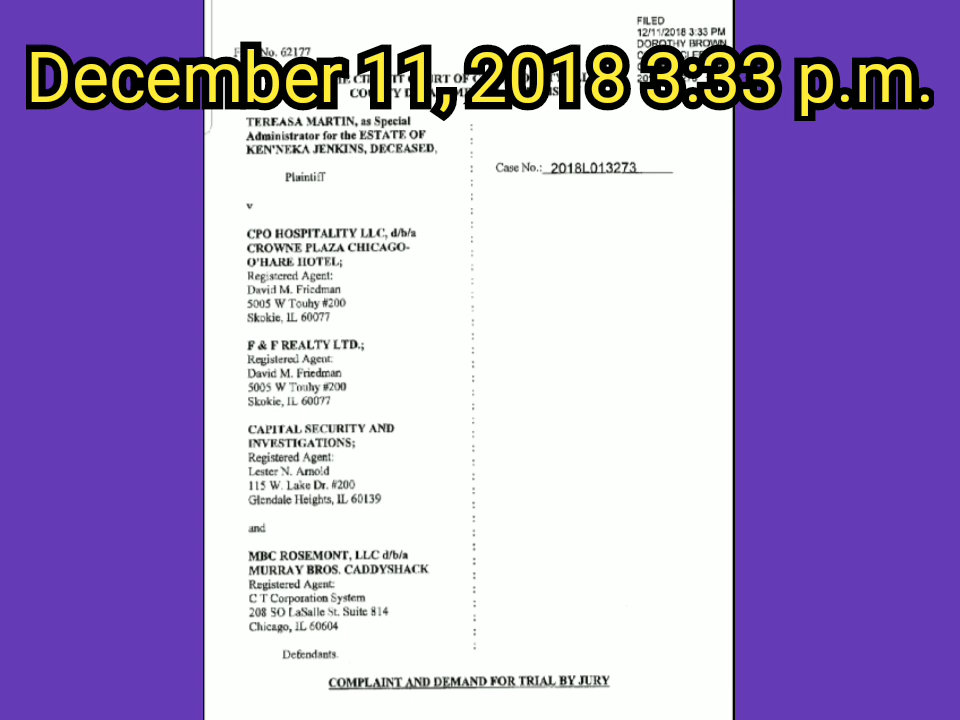 FILED
12/11/2018 3:33 PM
DOROTHY BROWN
No. 62177
December 11, 2018 3:33 p.m.
TEREASA MARTIN, as Special
Administrator for the ESTATE OF
KEN'NEKA JENKINS, DECEASED,
Case No.: 2018L013273
Plaintiff
v
CPO HOSPITALITY LLC, d/b/a
CROWNE PLAZA CHICAGO-
O'HARE HOTEL;
Registered Agent:
David M. Friedman
5005 W Touhy #200
Skokie, IL 60077
F & F REALTY LTD.;
Registered Agent:
David M. Friedman
5005 W Touhy #200
Skokie, IL 60077
CAPITAL SECURITY AND
INVESTIGATIONS;
Registered Agent:
Lester N. Arnold
115 W. Lake Dr. #200
Glendale Heights, IL 60139
and
MBC ROSEMONT, LLC d/b/a
MURRAY BROS. CADDYSHACK
Registered Agent:
C T Corporation System
208 SO LaSalle St. Suite 814
Chicago, IL 60604
Defendants.
COMPLAINT AND DEMAND FOR TRIAL BY JURY